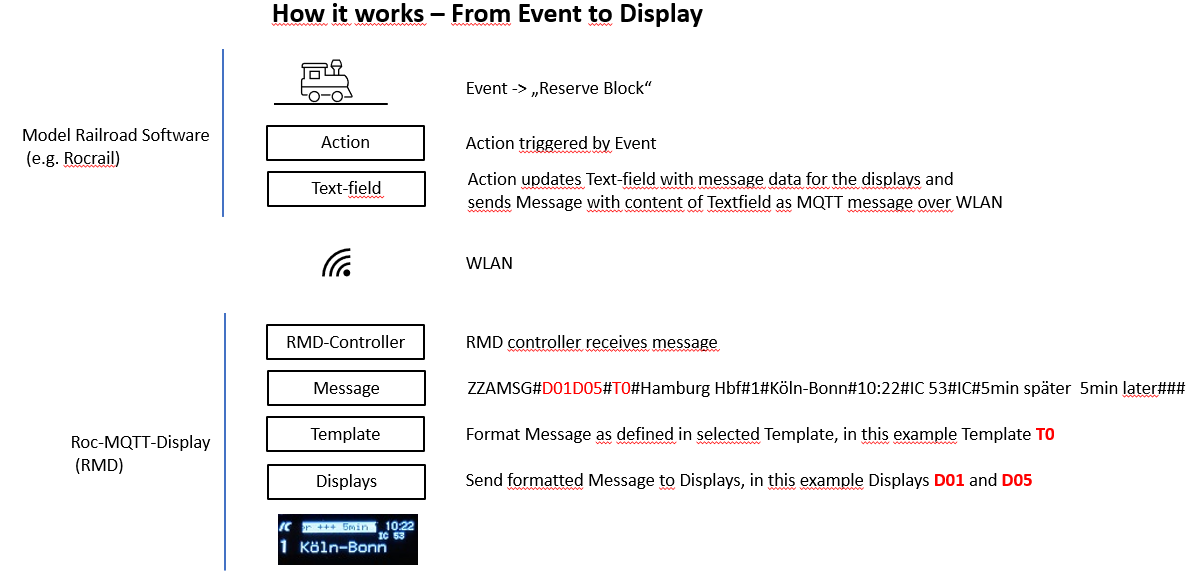 How it works – From Event to Display
Event -> „Reserve Block“
Model Railroad Software
(e.g. Rocrail)
Action
Action triggered by Event
Text-field
Action updates Text-field with message data for the displays and
sends Message with content of Textfield as MQTT message over WLAN
WLAN
RMD-Controller
RMD controller receives message
Message
ZZAMSG#D01D05#T0#Hamburg Hbf#1#Köln-Bonn#10:22#IC 53#IC#5min später  5min later###
Roc-MQTT-Display
(RMD)
Template
Format Message as defined in selected Template, in this example Template T0
Displays
Send formatted Message to Displays, in this example Displays D01 and D05
IC +++ 5min 10:22
IC 53
1 Köln-Bonn